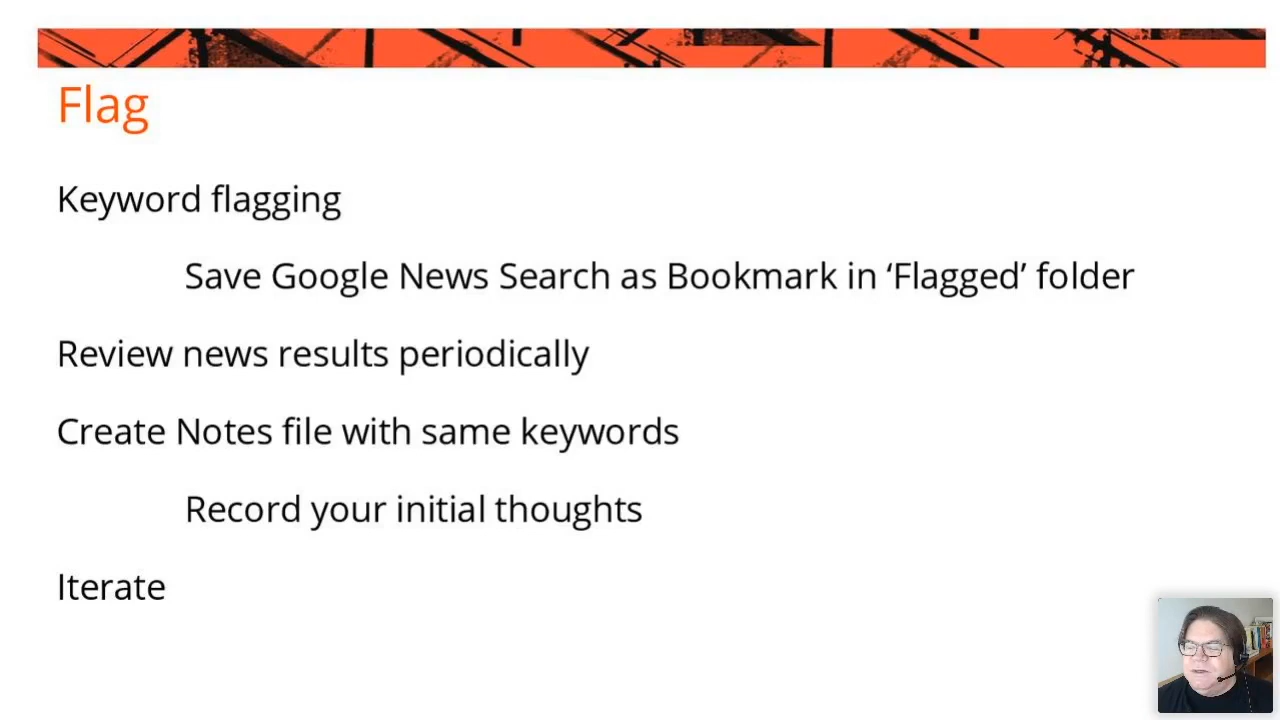 Flag
Keyword flagging
Save Google News Search as Bookmark in ‘Flagged’ folder
Review news results periodically
Create Notes file with same keywords
Record your initial thoughts
Iterate